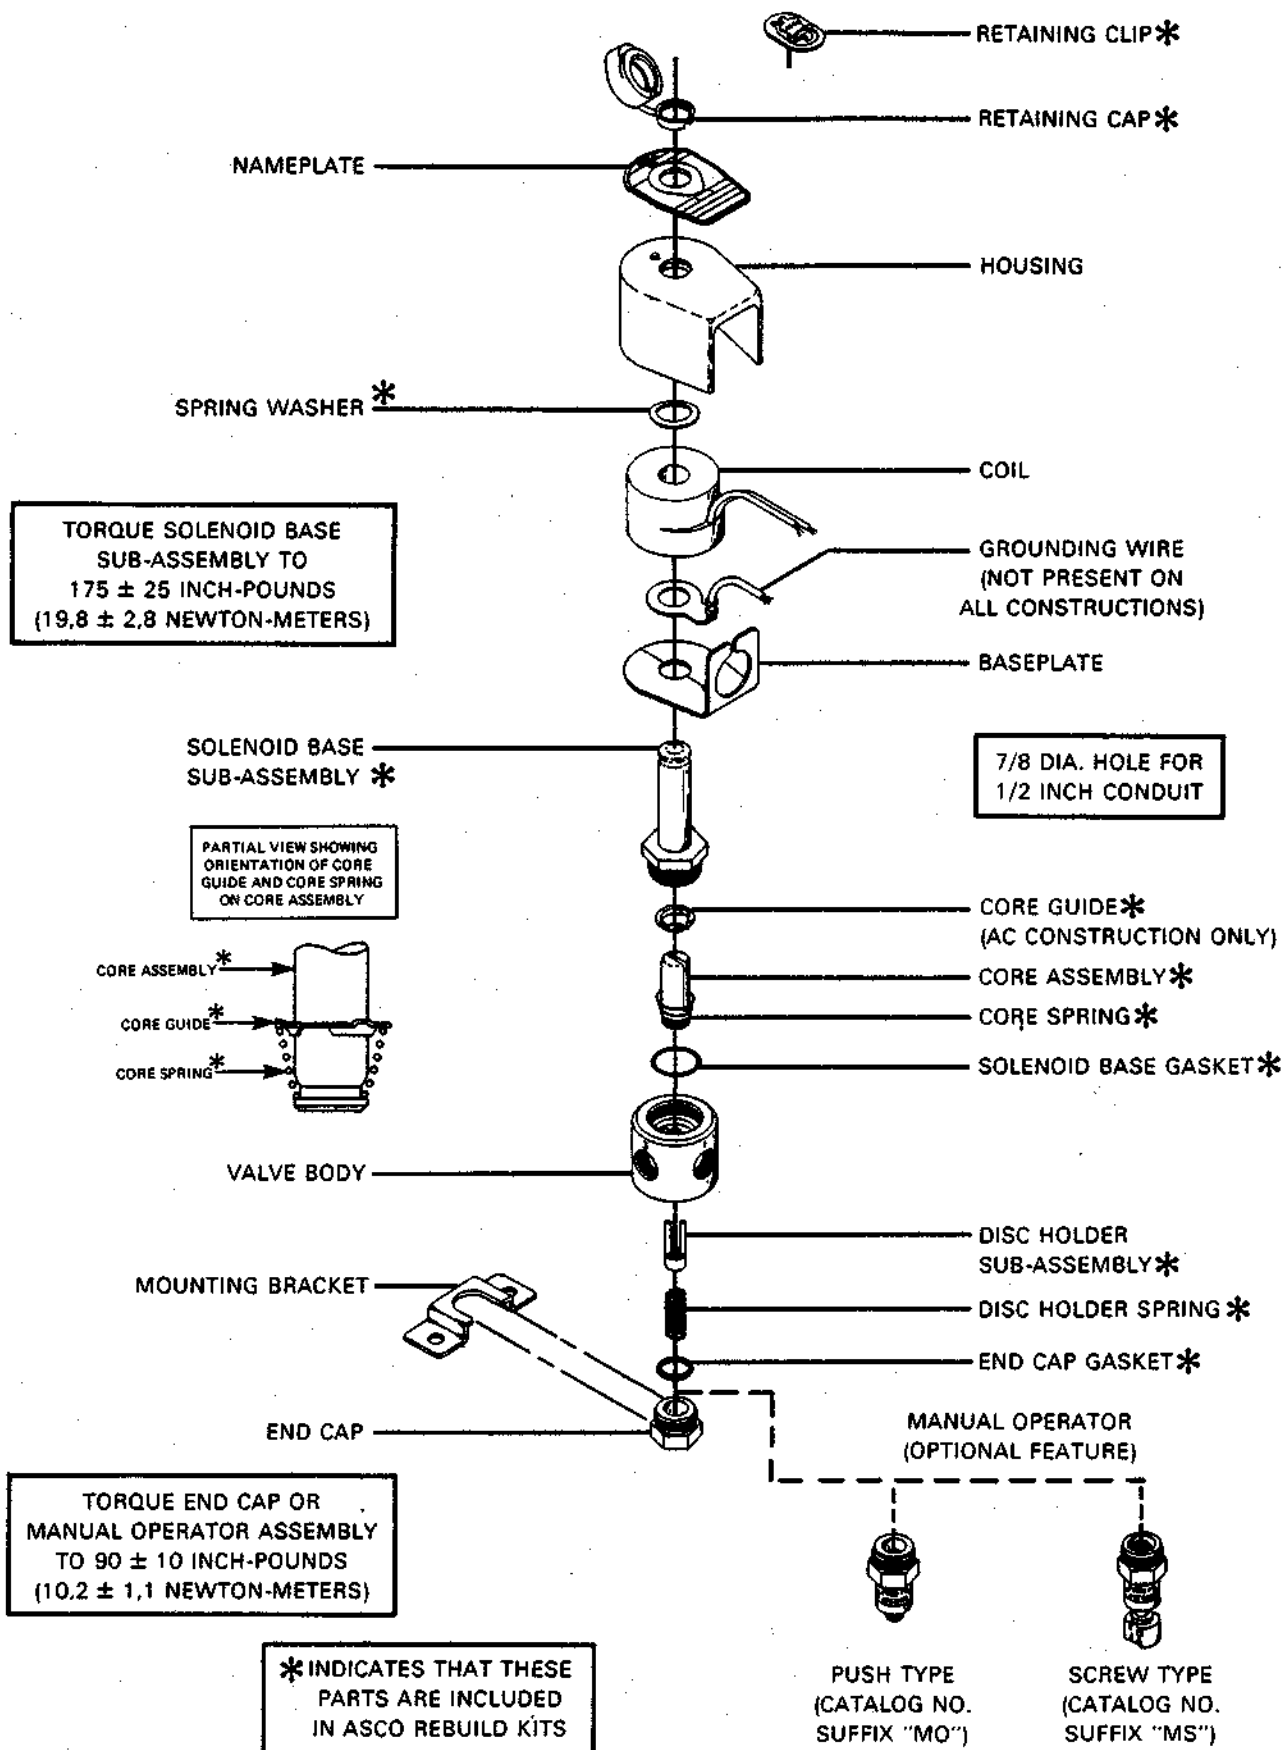 RETAINING CLIP*
RETAINING CAP*
NAMEPLATE
HOUSING
SPRING WASHER*
COIL
TORQUE SOLENOID BASE
SUB-ASSEMBLY TO
175 ± 25 INCH-POUNDS
(19,8 ± 2,8 NEWTON-METERS)
GROUNDING WIRE
(NOT PRESENT ON
ALL CONSTRUCTIONS)
BASEPLATE
SOLENOID BASE
SUB-ASSEMBLY *
7/8 DIA. HOLE FOR
1/2 INCH CONDUIT
PARTIAL VIEW SHOWING
ORIENTATION OF CORE
GUIDE AND CORE SPRING
ON CORE ASSEMBLY
CORE GUIDE*
(AC CONSTRUCTION ONLY)
CORE ASSEMBLY*
CORE ASSEMBLY*
CORE GUIDE*
CORE SPRING*
CORE SPRING*
SOLENOID BASE GASKET*
VALVE BODY
DISC HOLDER
SUB-ASSEMBLY*
MOUNTING BRACKET
DISC HOLDER SPRING*
END CAP GASKET*
END CAP
MANUAL OPERATOR
(OPTIONAL FEATURE)
TORQUE END CAP OR
MANUAL OPERATOR ASSEMBLY
TO 90 ± 10 INCH-POUNDS
(10,2 ± 1,1 NEWTON-METERS)
*INDICATES THAT THESE
PARTS ARE INCLUDED
IN ASCO REBUILD KITS
PUSH TYPE
(CATALOG NO.
SUFFIX "MO")
SCREW TYPE
(CATALOG NO.
SUFFIX "MS")